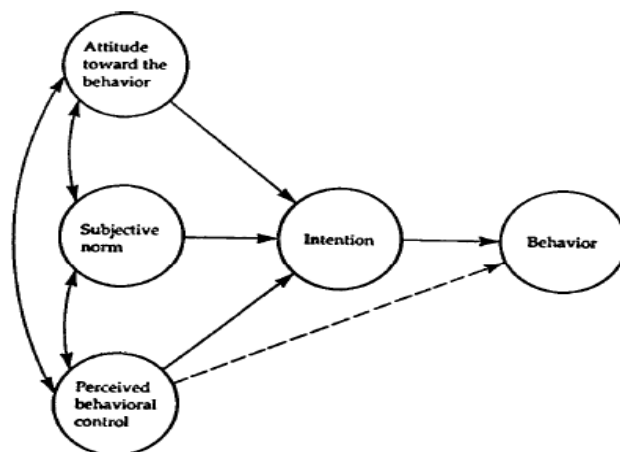 Attitude
toward the
behavior
Subjective
norm
Intention
Behavior
Perceived
behavioral
control